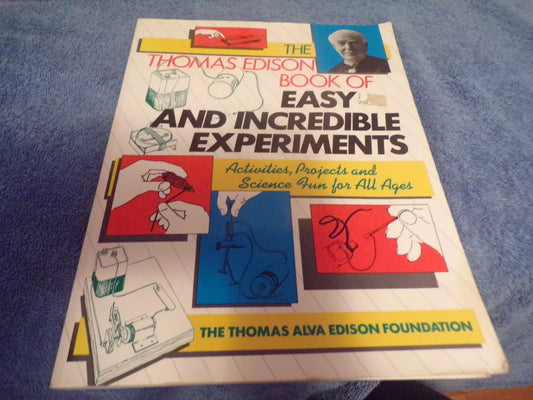 THE
THOMAS EDISON
BOOK OF
EASY
AND INCREDIBLE
EXPERIMENTS
Activities, Projects and
Science Fun for All Ages
THE THOMAS ALVA EDISON FOUNDATION